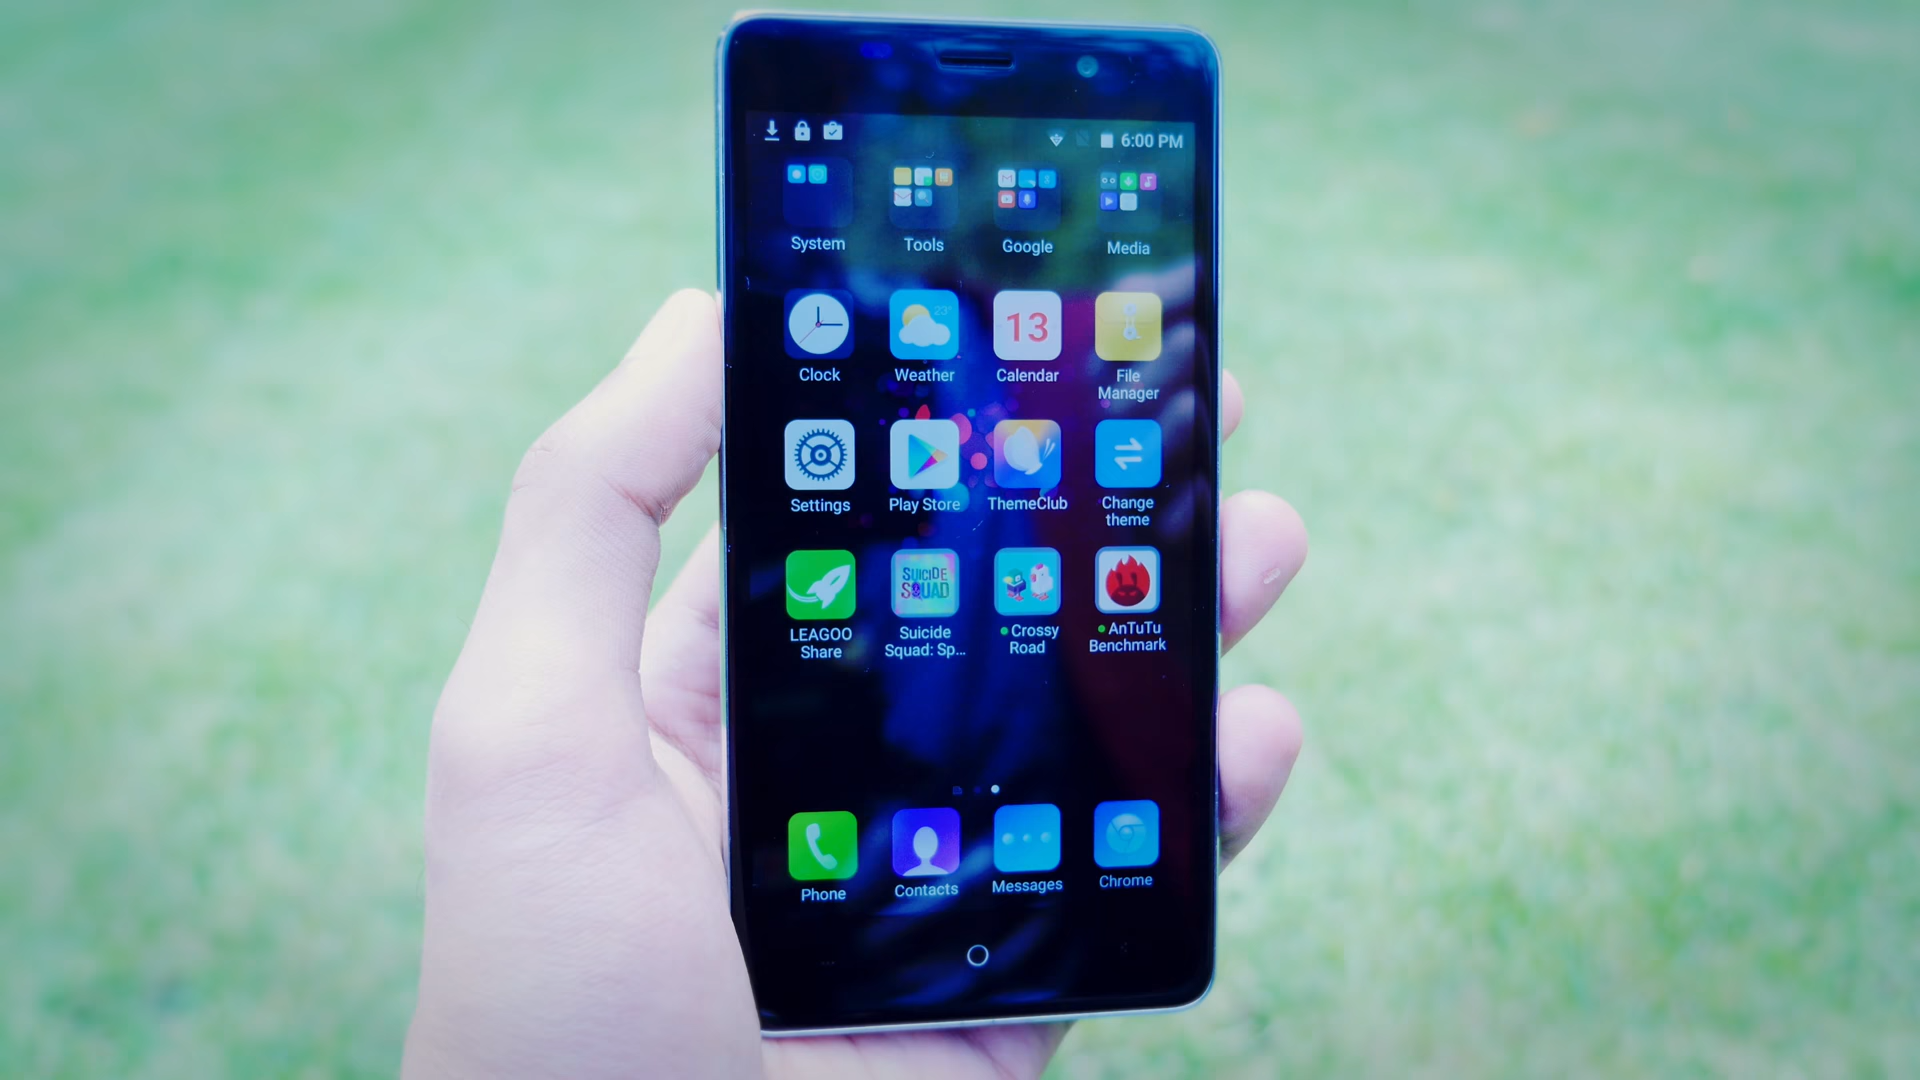 6:00 PM
System
Tools
Google
Media
23°
13
Clock
Weather
Calendar
File
Manager
Settings
Play Store
ThemeClub
Change
theme
SUICIDE
SQUAD
LEAGOO
Share
Suicide
Squad: Sp...
Crossy
Road
AnTuTu
Benchmark
Phone
Contacts
Messages
Chrome